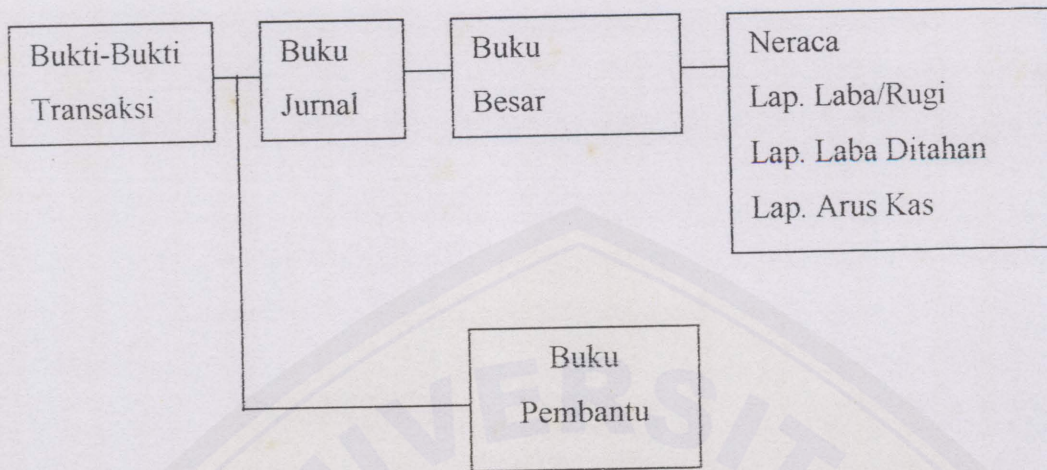 Bukti-Bukti
Transaksi
Buku
Jurnal
Buku
Besar
Neraca
Lap. Laba/Rugi
Lap. Laba Ditahan
Lap. Arus Kas
Buku
Pembantu